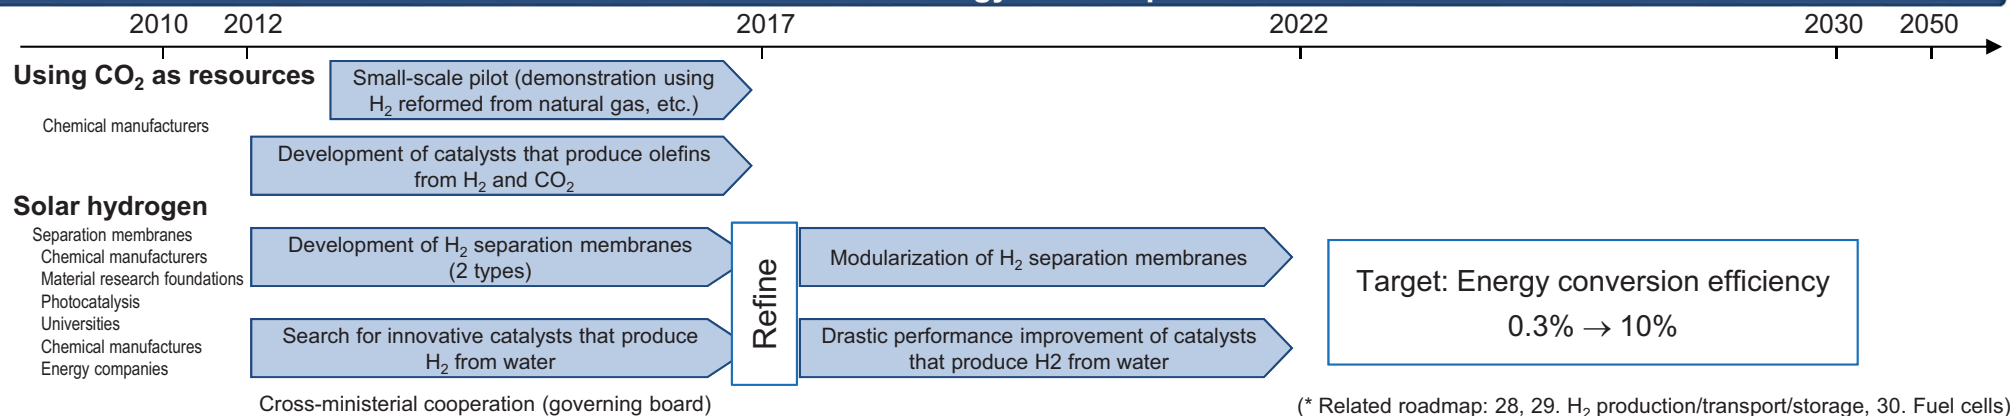 2010 2012 2017 2022 2030 2050
Using CO₂ as resources
Chemical manufacturers
Small-scale pilot (demonstration using
H₂ reformed from natural gas, etc.)
Development of catalysts that produce olefins
from H₂ and CO₂
Solar hydrogen
Separation membranes
Chemical manufacturers
Material research foundations
Photocatalysis
Universities
Chemical manufactures
Energy companies
Development of H₂ separation membranes
(2 types)
Search for innovative catalysts that produce
H₂ from water
Refine
Modularization of H₂ separation membranes
Drastic performance improvement of catalysts
that produce H2 from water
Target: Energy conversion efficiency
0.3% → 10%
Cross-ministerial cooperation (governing board)
(* Related roadmap: 28, 29. H₂ production/transport/storage, 30. Fuel cells)